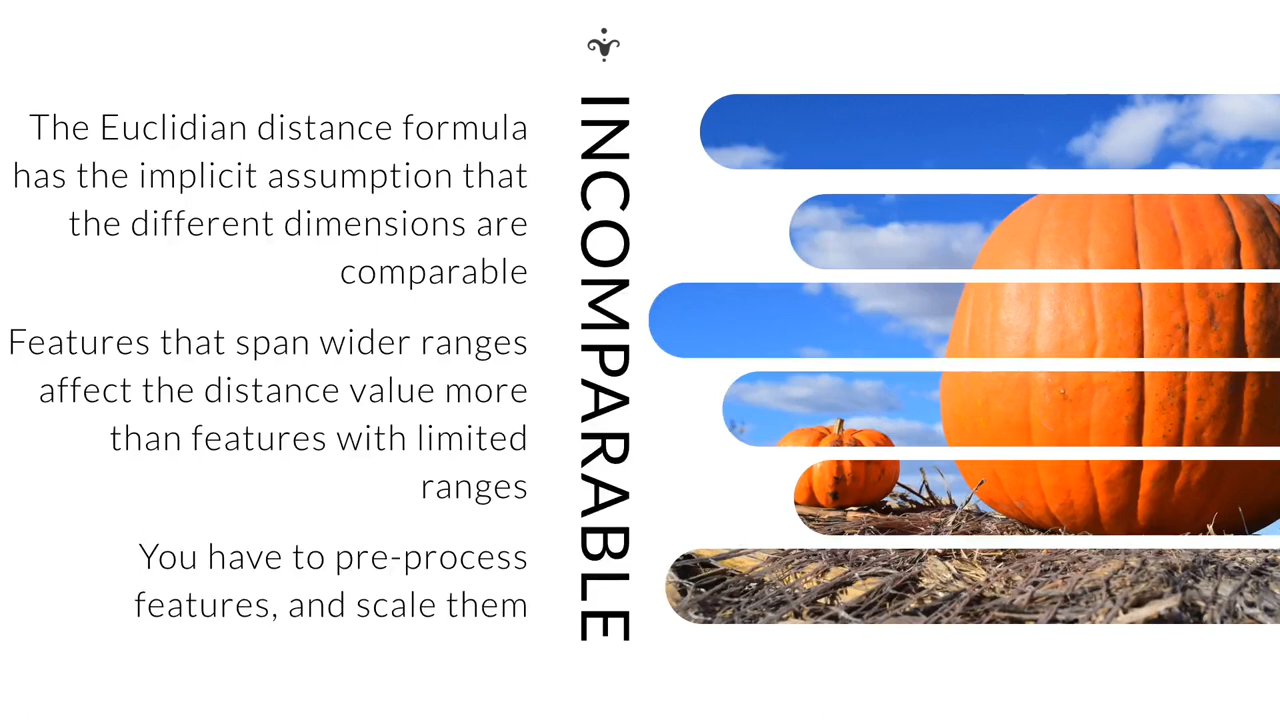 The Euclidian distance formula
has the implicit assumption that
the different dimensions are
comparable
Features that span wider ranges
affect the distance value more
than features with limited
ranges
You have to pre-process
features, and scale them
INCOMPARABLE